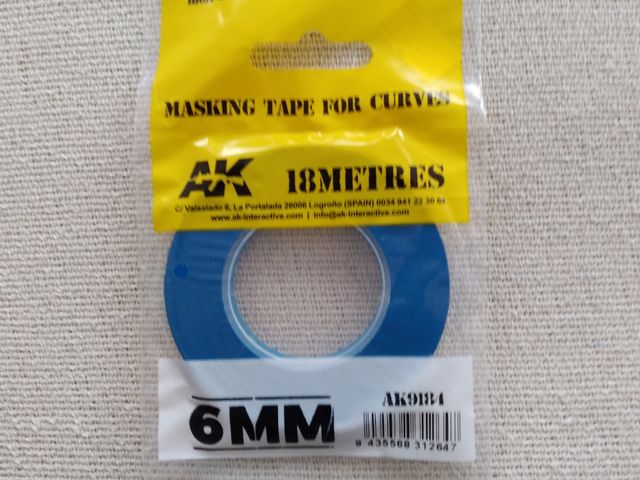 MASKING TAPE FOR CURVES
AK 18METRES
C/ Valsalado 6, La Portalada 26006 Logroño (SPAIN) 0034 941 22 30 64
www.ak-interactive.com | info@ak-interactive.com
6MM
AK9184
8 435568 312647